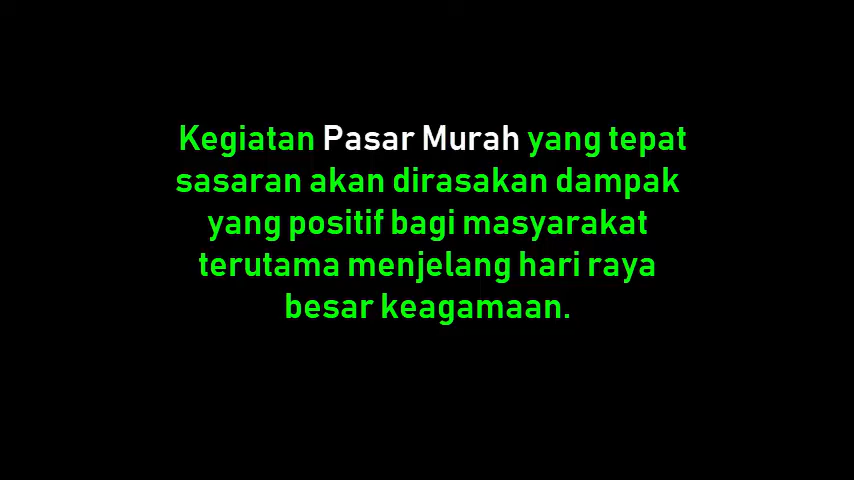 Kegiatan Pasar Murah yang tepat
sasaran akan dirasakan dampak
yang positif bagi masyarakat
terutama menjelang hari raya
besar keagamaan.